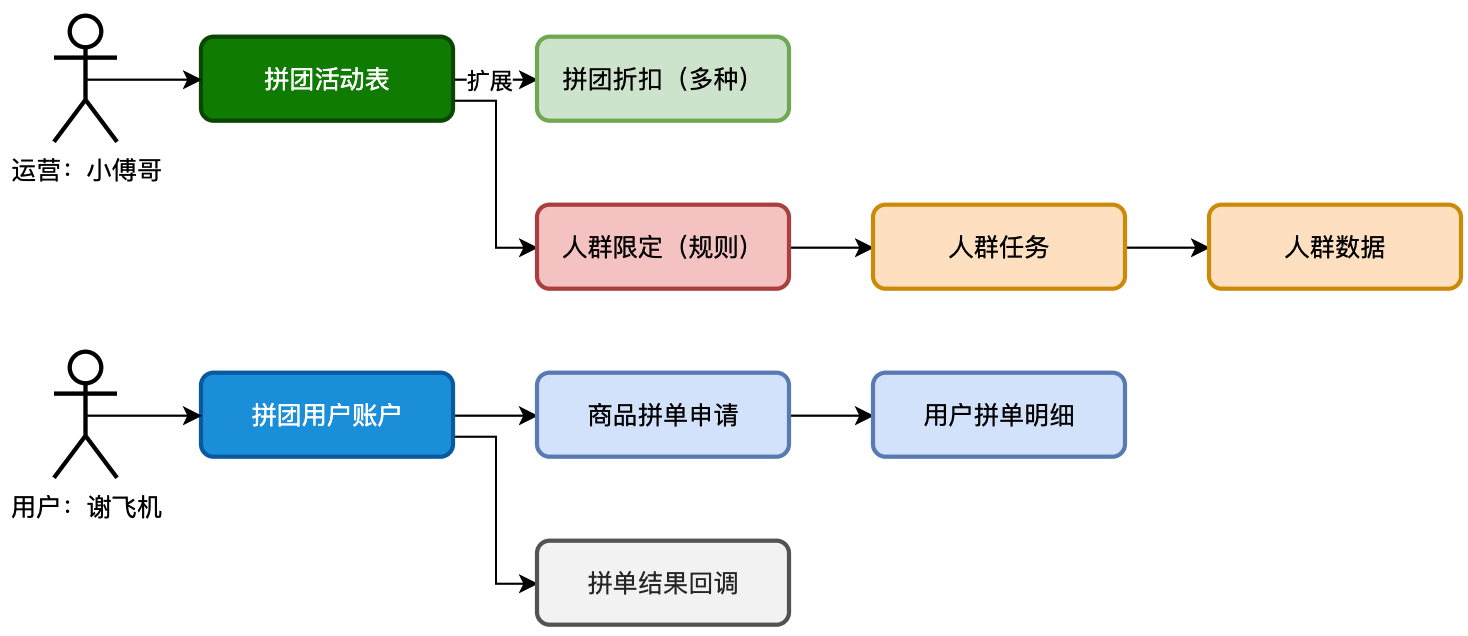 拼团活动表
扩展
拼团折扣（多种）
运营：小傅哥
人群限定（规则）
人群任务
人群数据
拼团用户账户
商品拼单申请
用户拼单明细
用户：谢飞机
拼单结果回调